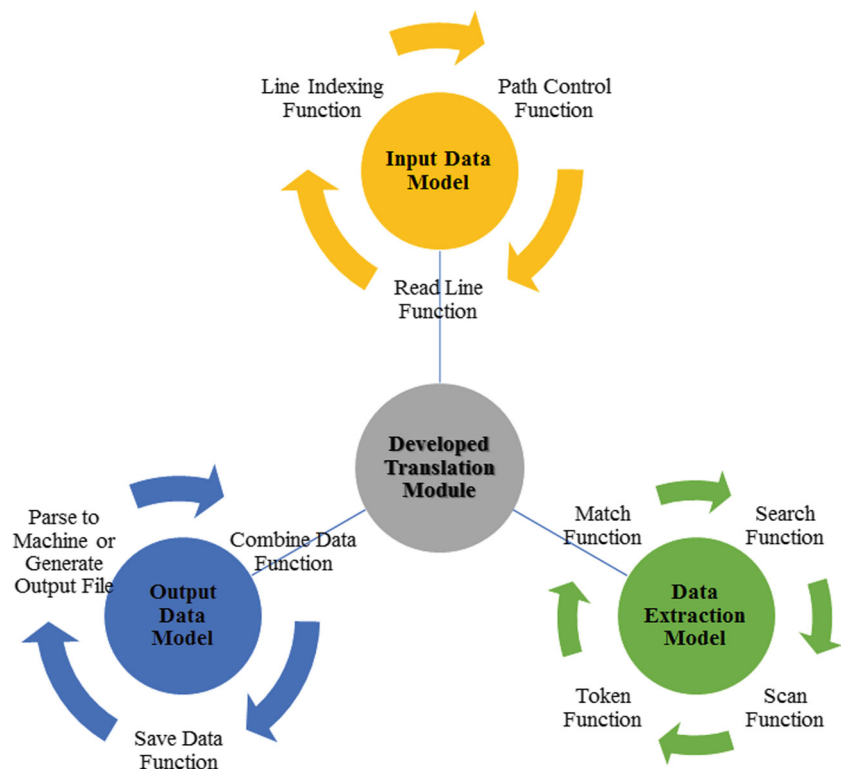 Line Indexing
Function
Path Control
Function
Input Data
Model
Read Line
Function
Developed
Translation
Module
Parse to
Machine or
Generate
Output File
Combine Data
Function
Output
Data
Model
Save Data
Function
Match
Function
Search
Function
Data
Extraction
Model
Token
Function
Scan
Function